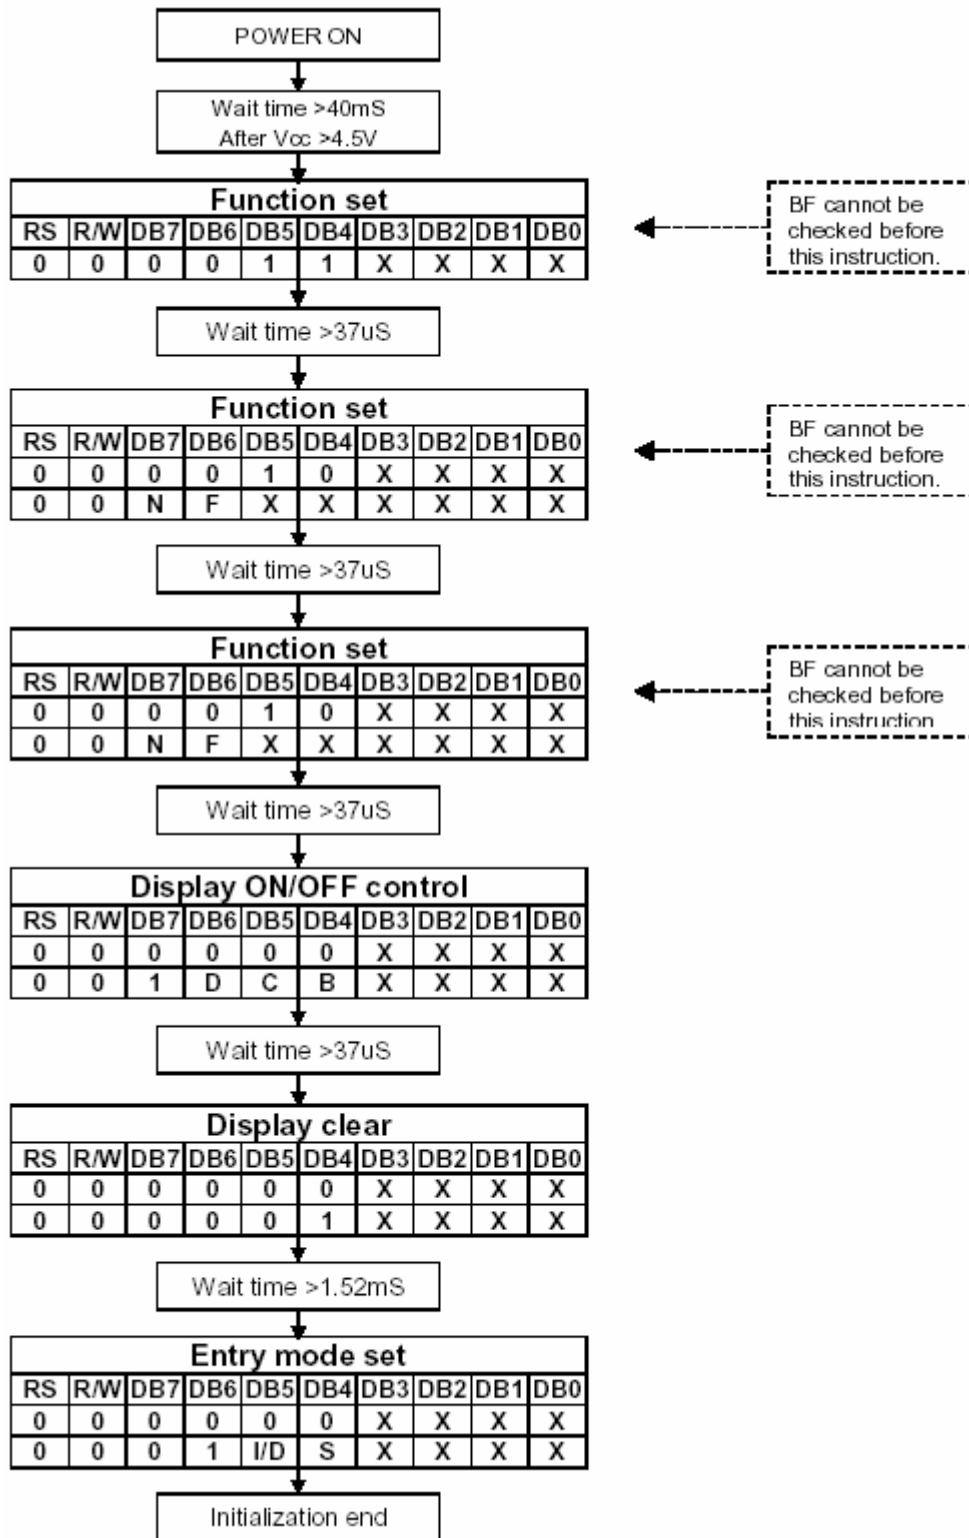 POWER ON
Wait time >40mS
After Vcc >4.5V
Function set
RS R/W DB7 DB6 DB5 DB4 DB3 DB2 DB1 DB0
0 0 0 0 1 1 X X X X
BF cannot be
checked before
this instruction.
Wait time >37uS
Function set
RS R/W DB7 DB6 DB5 DB4 DB3 DB2 DB1 DB0
0 0 0 0 1 0 X X X X
0 0 N F X X X X X X
BF cannot be
checked before
this instruction.
Wait time >37uS
Function set
RS R/W DB7 DB6 DB5 DB4 DB3 DB2 DB1 DB0
0 0 0 0 1 0 X X X X
0 0 N F X X X X X X
BF cannot be
checked before
this instruction
Wait time >37uS
Display ON/OFF control
RS R/W DB7 DB6 DB5 DB4 DB3 DB2 DB1 DB0
0 0 0 0 0 0 X X X X
0 0 1 D C B X X X X
Wait time >37uS
Display clear
RS R/W DB7 DB6 DB5 DB4 DB3 DB2 DB1 DB0
0 0 0 0 0 0 X X X X
0 0 0 0 0 1 X X X X
Wait time >1.52mS
Entry mode set
RS R/W DB7 DB6 DB5 DB4 DB3 DB2 DB1 DB0
0 0 0 0 0 0 X X X X
0 0 0 1 I/D S X X X X
Initialization end